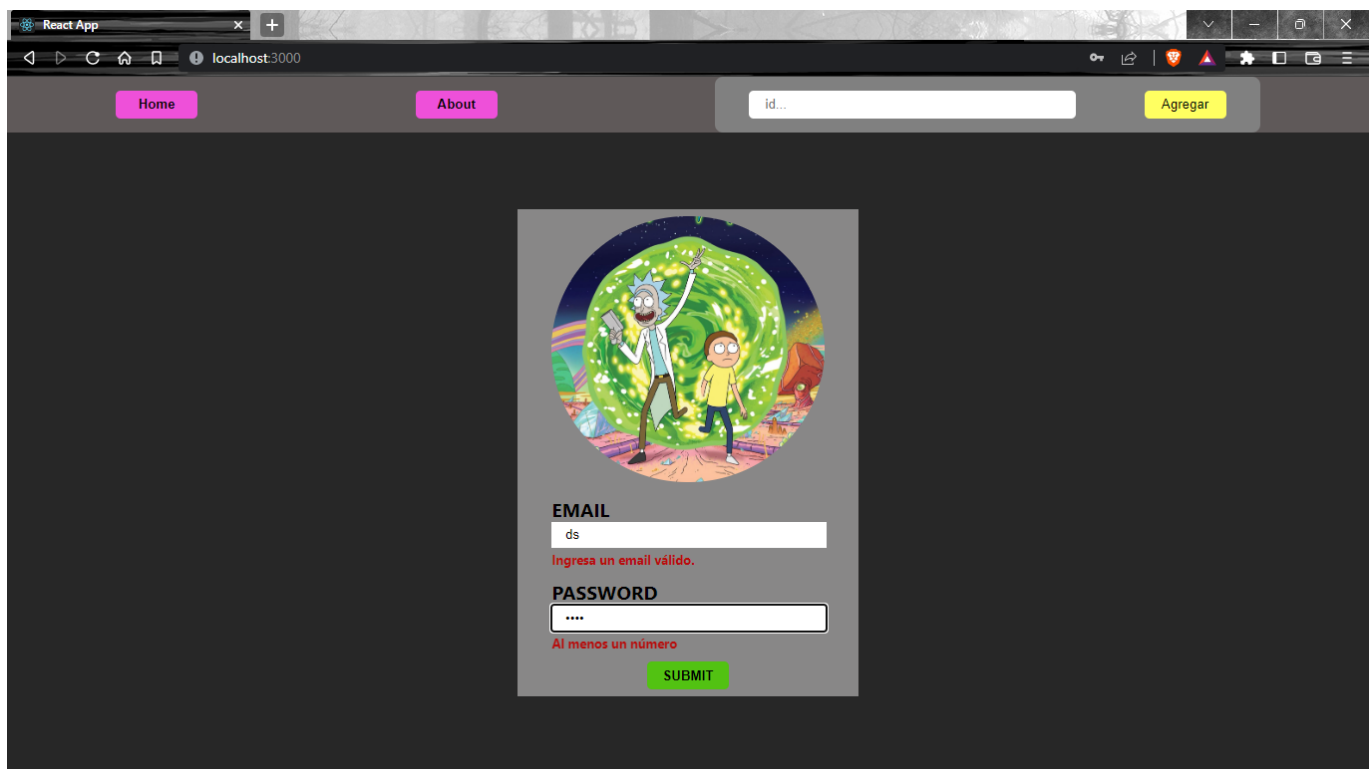 React App
localhost:3000
Home
About
id...
Agregar
EMAIL
ds
Ingresa un email válido.
PASSWORD
••••
Al menos un número
SUBMIT